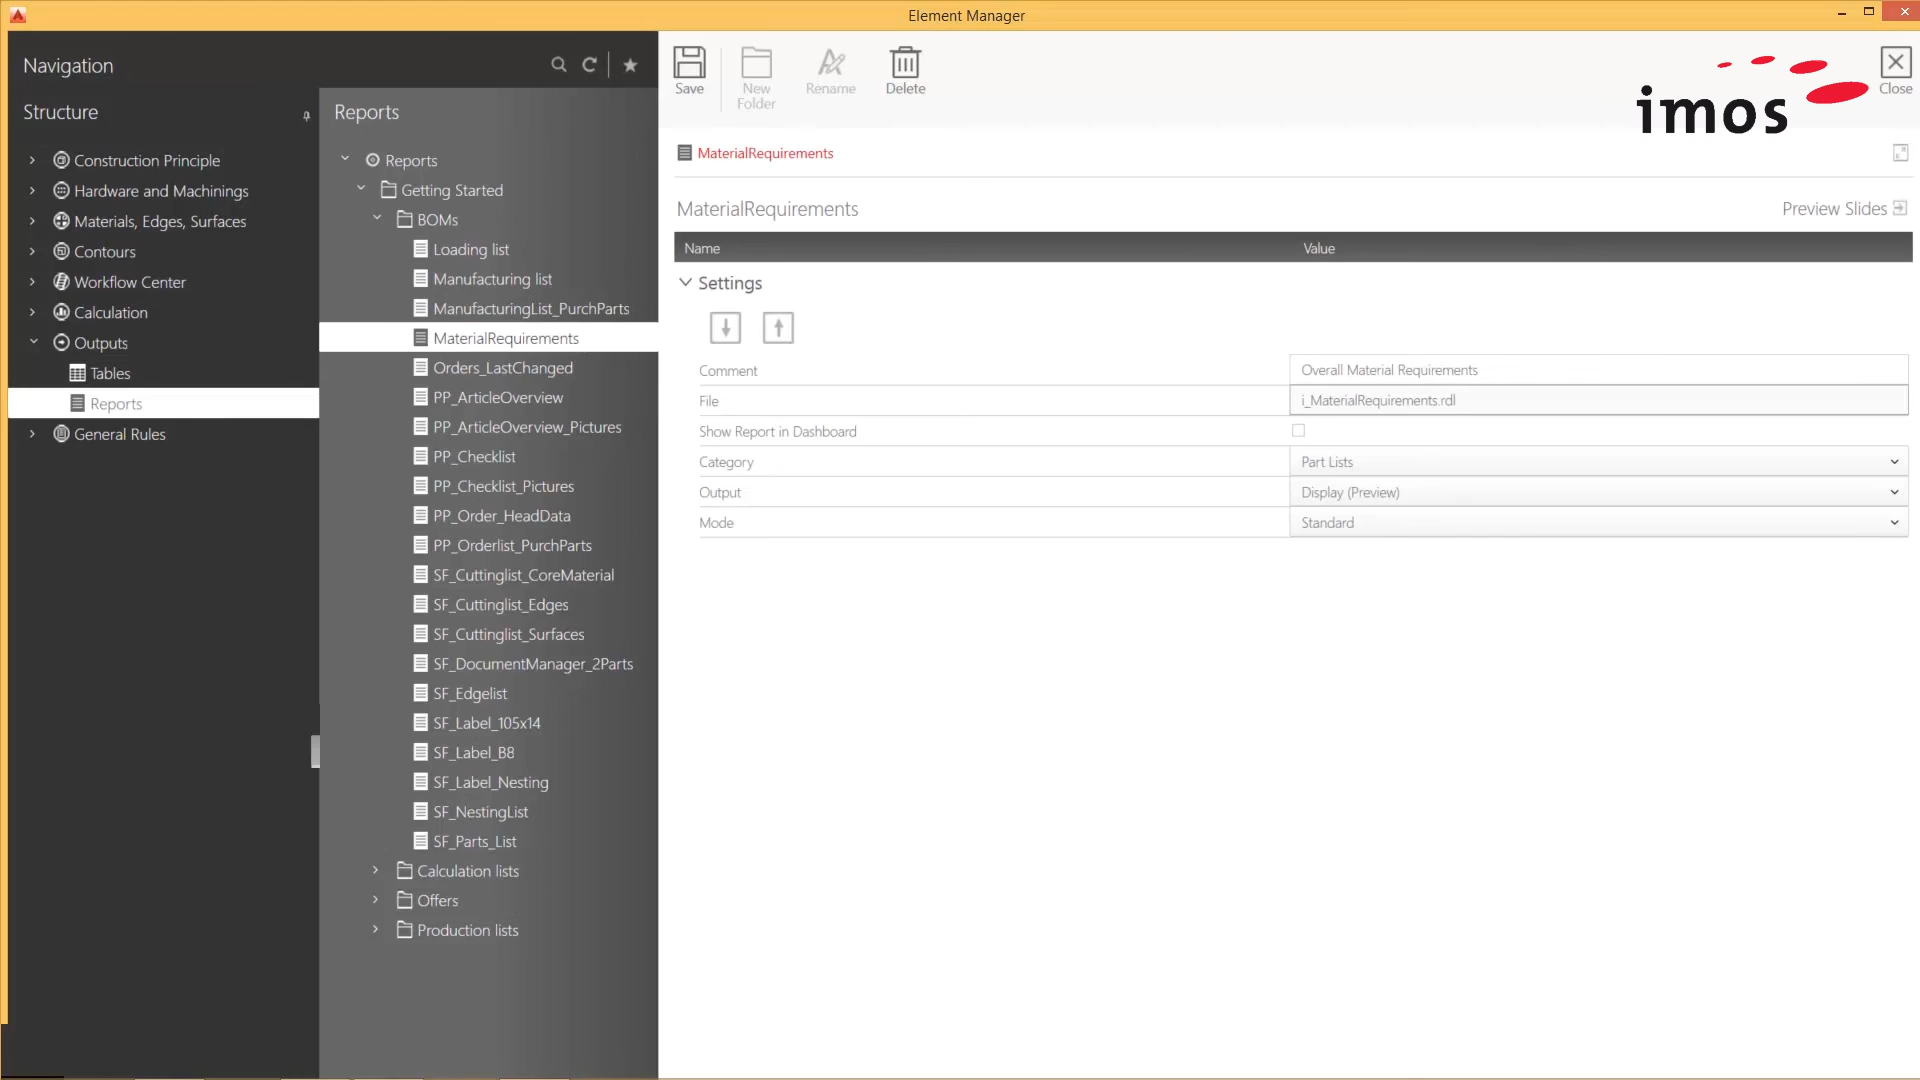 Element Manager
Navigation
Structure
Construction Principle
Hardware and Machinings
Materials, Edges, Surfaces
Contours
Workflow Center
Calculation
Outputs
Tables
Reports
General Rules
Reports
Reports
Getting Started
BOMs
Loading list
Manufacturing list
ManufacturingList_PurchParts
MaterialRequirements
Orders_LastChanged
PP_ArticleOverview
PP_ArticleOverview_Pictures
PP_Checklist
PP_Checklist_Pictures
PP_Order_HeadData
PP_Orderlist_PurchParts
SF_Cuttinglist_CoreMaterial
SF_Cuttinglist_Edges
SF_Cuttinglist_Surfaces
SF_DocumentManager_2Parts
SF_Edgelist
SF_Label_105x14
SF_Label_B8
SF_Label_Nesting
SF_NestingList
SF_Parts_List
Calculation lists
Offers
Production lists
Save
New Folder
Rename
Delete
imos
Close
MaterialRequirements
MaterialRequirements
Preview Slides
Name Value
Settings
Comment Overall Material Requirements
File i_MaterialRequirements.rdl
Show Report in Dashboard
Category Part Lists
Output Display (Preview)
Mode Standard